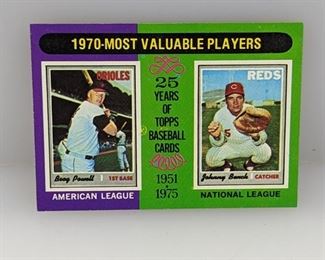 1970-MOST VALUABLE PLAYERS
ORIOLES
Boog Powell 1ST BASE
AMERICAN LEAGUE
25
YEARS
OF
TOPPS
BASEBALL
CARDS
1951
1975
REDS
Johnny Bench CATCHER
NATIONAL LEAGUE